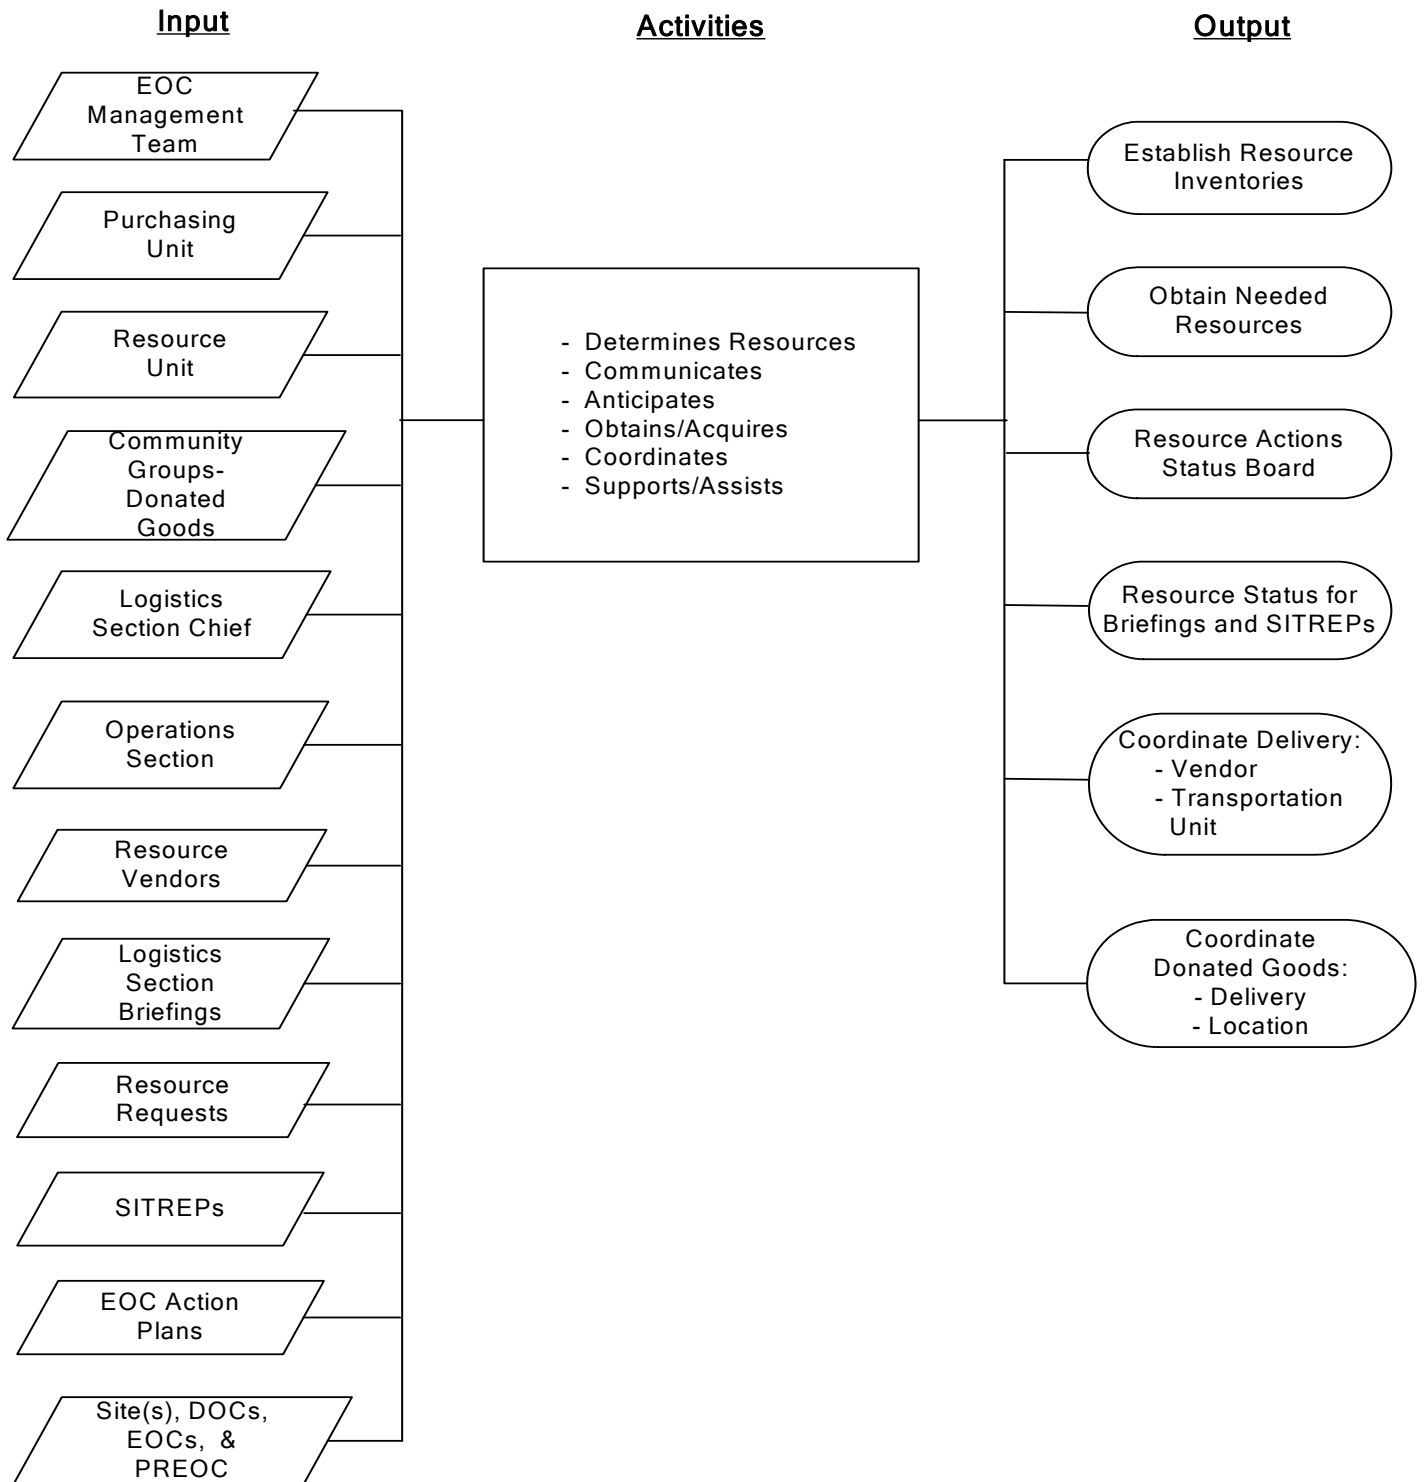 Input
Activities
Output
EOC
Management
Team
Purchasing
Unit
Resource
Unit
Community
Groups-
Donated
Goods
Logistics
Section Chief
Operations
Section
Resource
Vendors
Logistics
Section
Briefings
Resource
Requests
SITREPs
EOC Action
Plans
Site(s), DOCs,
EOCs, &
PREOC
- Determines Resources
- Communicates
- Anticipates
- Obtains/Acquires
- Coordinates
- Supports/Assists
Establish Resource
Inventories
Obtain Needed
Resources
Resource Actions
Status Board
Resource Status for
Briefings and SITREPs
Coordinate Delivery:
- Vendor
- Transportation
Unit
Coordinate
Donated Goods:
- Delivery
- Location